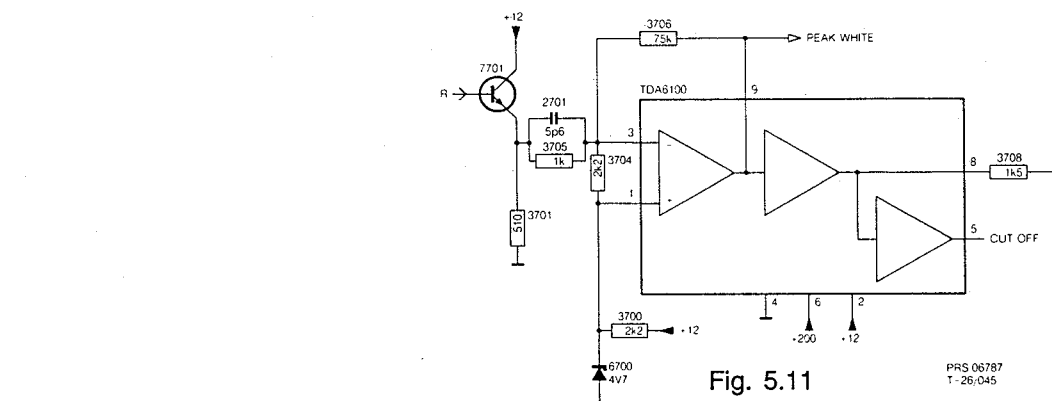 +12
3706
75k
PEAK WHITE
7701
R
TDA6100
9
2701
5p6
3705
1k
3
3704
2k2
8
3708
1k5
1
-
+
510
3701
5
CUT OFF
4
6
2
3700
2k2
+12
+200
+12
6700
4V7
Fig. 5.11
PRS 06787
T-26/045